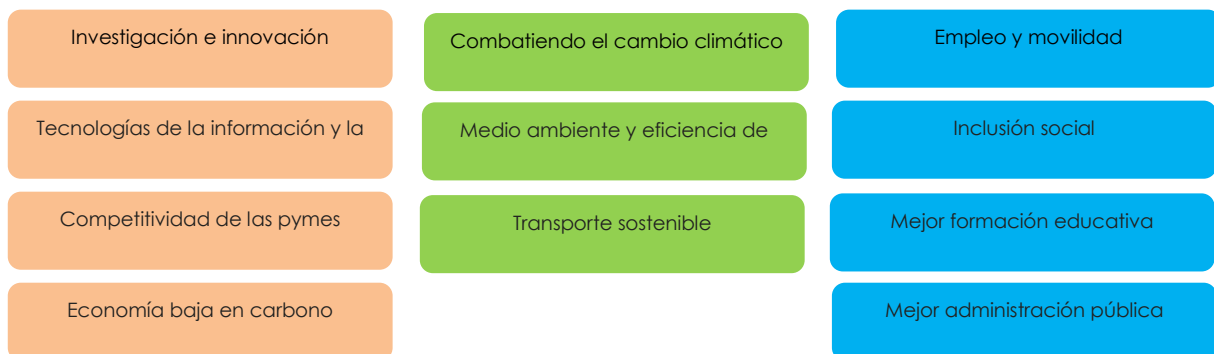 Investigación e innovación
Tecnologías de la información y la
Competitividad de las pymes
Economía baja en carbono
Combatiendo el cambio climático
Medio ambiente y eficiencia de
Transporte sostenible
Empleo y movilidad
Inclusión social
Mejor formación educativa
Mejor administración pública